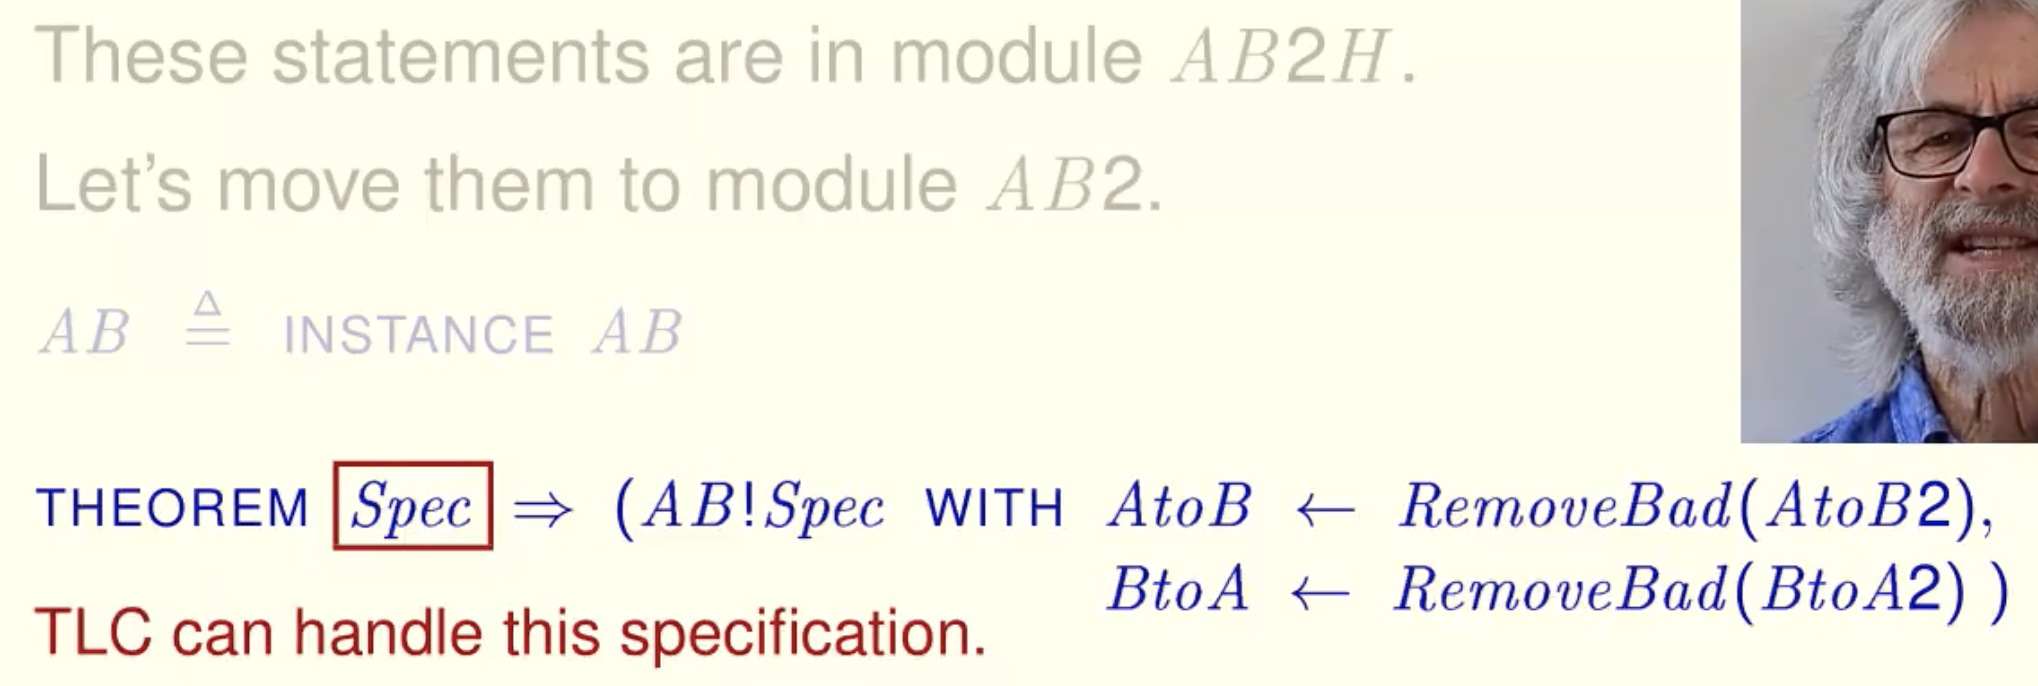 These statements are in module AB2H.
Let's move them to module AB2.
AB ≜ INSTANCE AB
THEOREM Spec ⇒ (AB!Spec WITH AtoB ← RemoveBad(AtoB2),
BtoA ← RemoveBad(BtoA2) )
TLC can handle this specification.